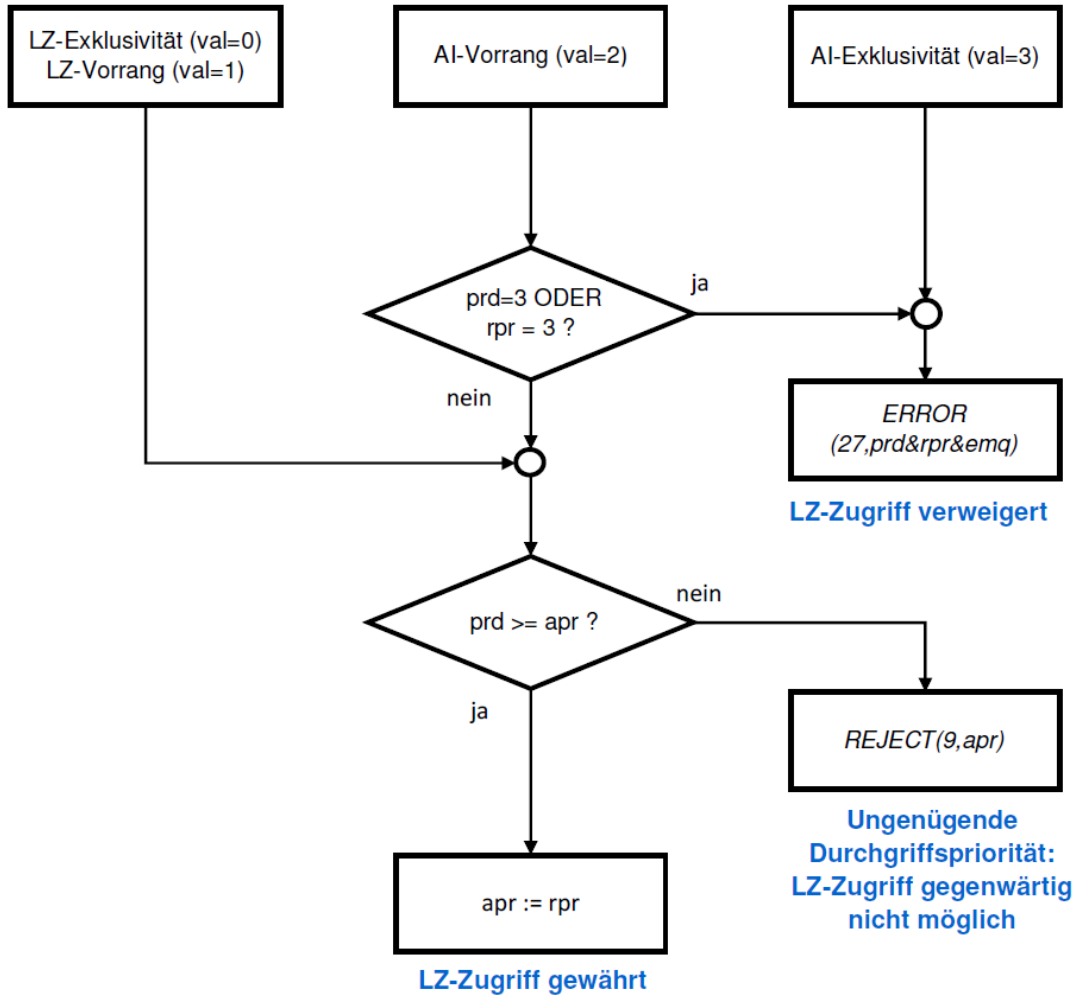 LZ-Exklusivität (val=0)
LZ-Vorrang (val=1)
AI-Vorrang (val=2)
AI-Exklusivität (val=3)
prd=3 ODER
rpr = 3 ?
ja
nein
ERROR
(27,prd&rpr&emq)
LZ-Zugriff verweigert
prd >= apr ?
nein
ja
REJECT(9,apr)
Ungenügende
Durchgriffspriorität:
LZ-Zugriff gegenwärtig
nicht möglich
apr := rpr
LZ-Zugriff gewährt